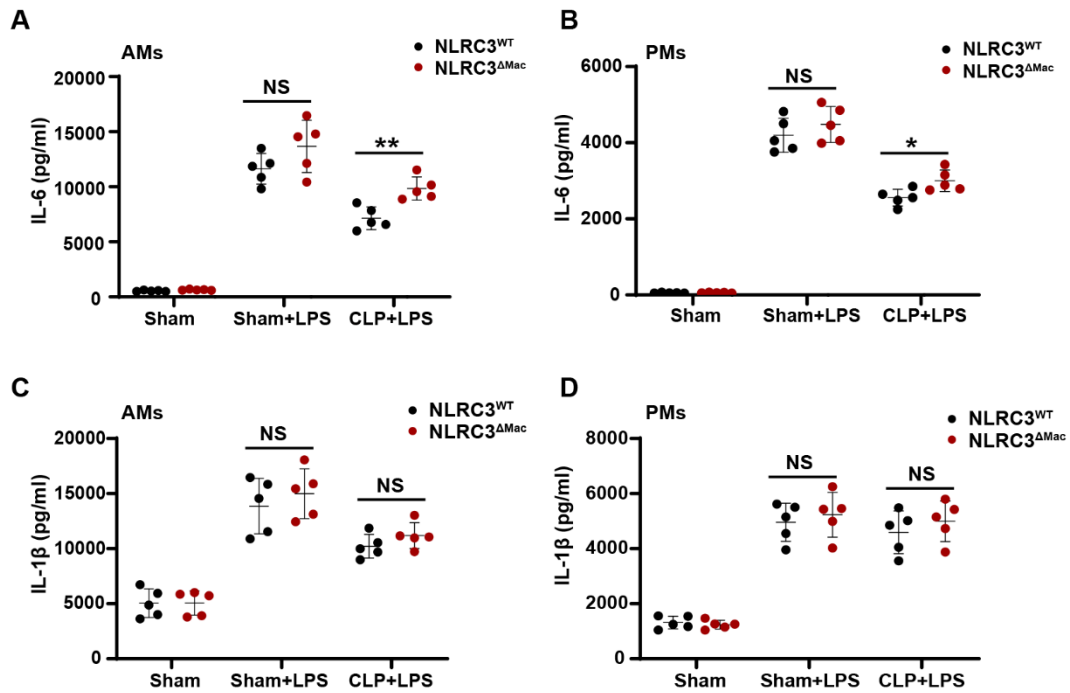 A
AMs
NLRC3WT
NLRC3ΔMac
IL-6 (pg/ml)
20000
15000
10000
5000
0
NS
**
Sham
Sham+LPS
CLP+LPS
B
PMs
NLRC3WT
NLRC3ΔMac
IL-6 (pg/ml)
6000
4000
2000
0
NS
*
Sham
Sham+LPS
CLP+LPS
C
AMs
NLRC3WT
NLRC3ΔMac
IL-1β (pg/ml)
20000
15000
10000
5000
0
NS
NS
Sham
Sham+LPS
CLP+LPS
D
PMs
NLRC3WT
NLRC3ΔMac
IL-1β (pg/ml)
8000
6000
4000
2000
0
NS
NS
Sham
Sham+LPS
CLP+LPS